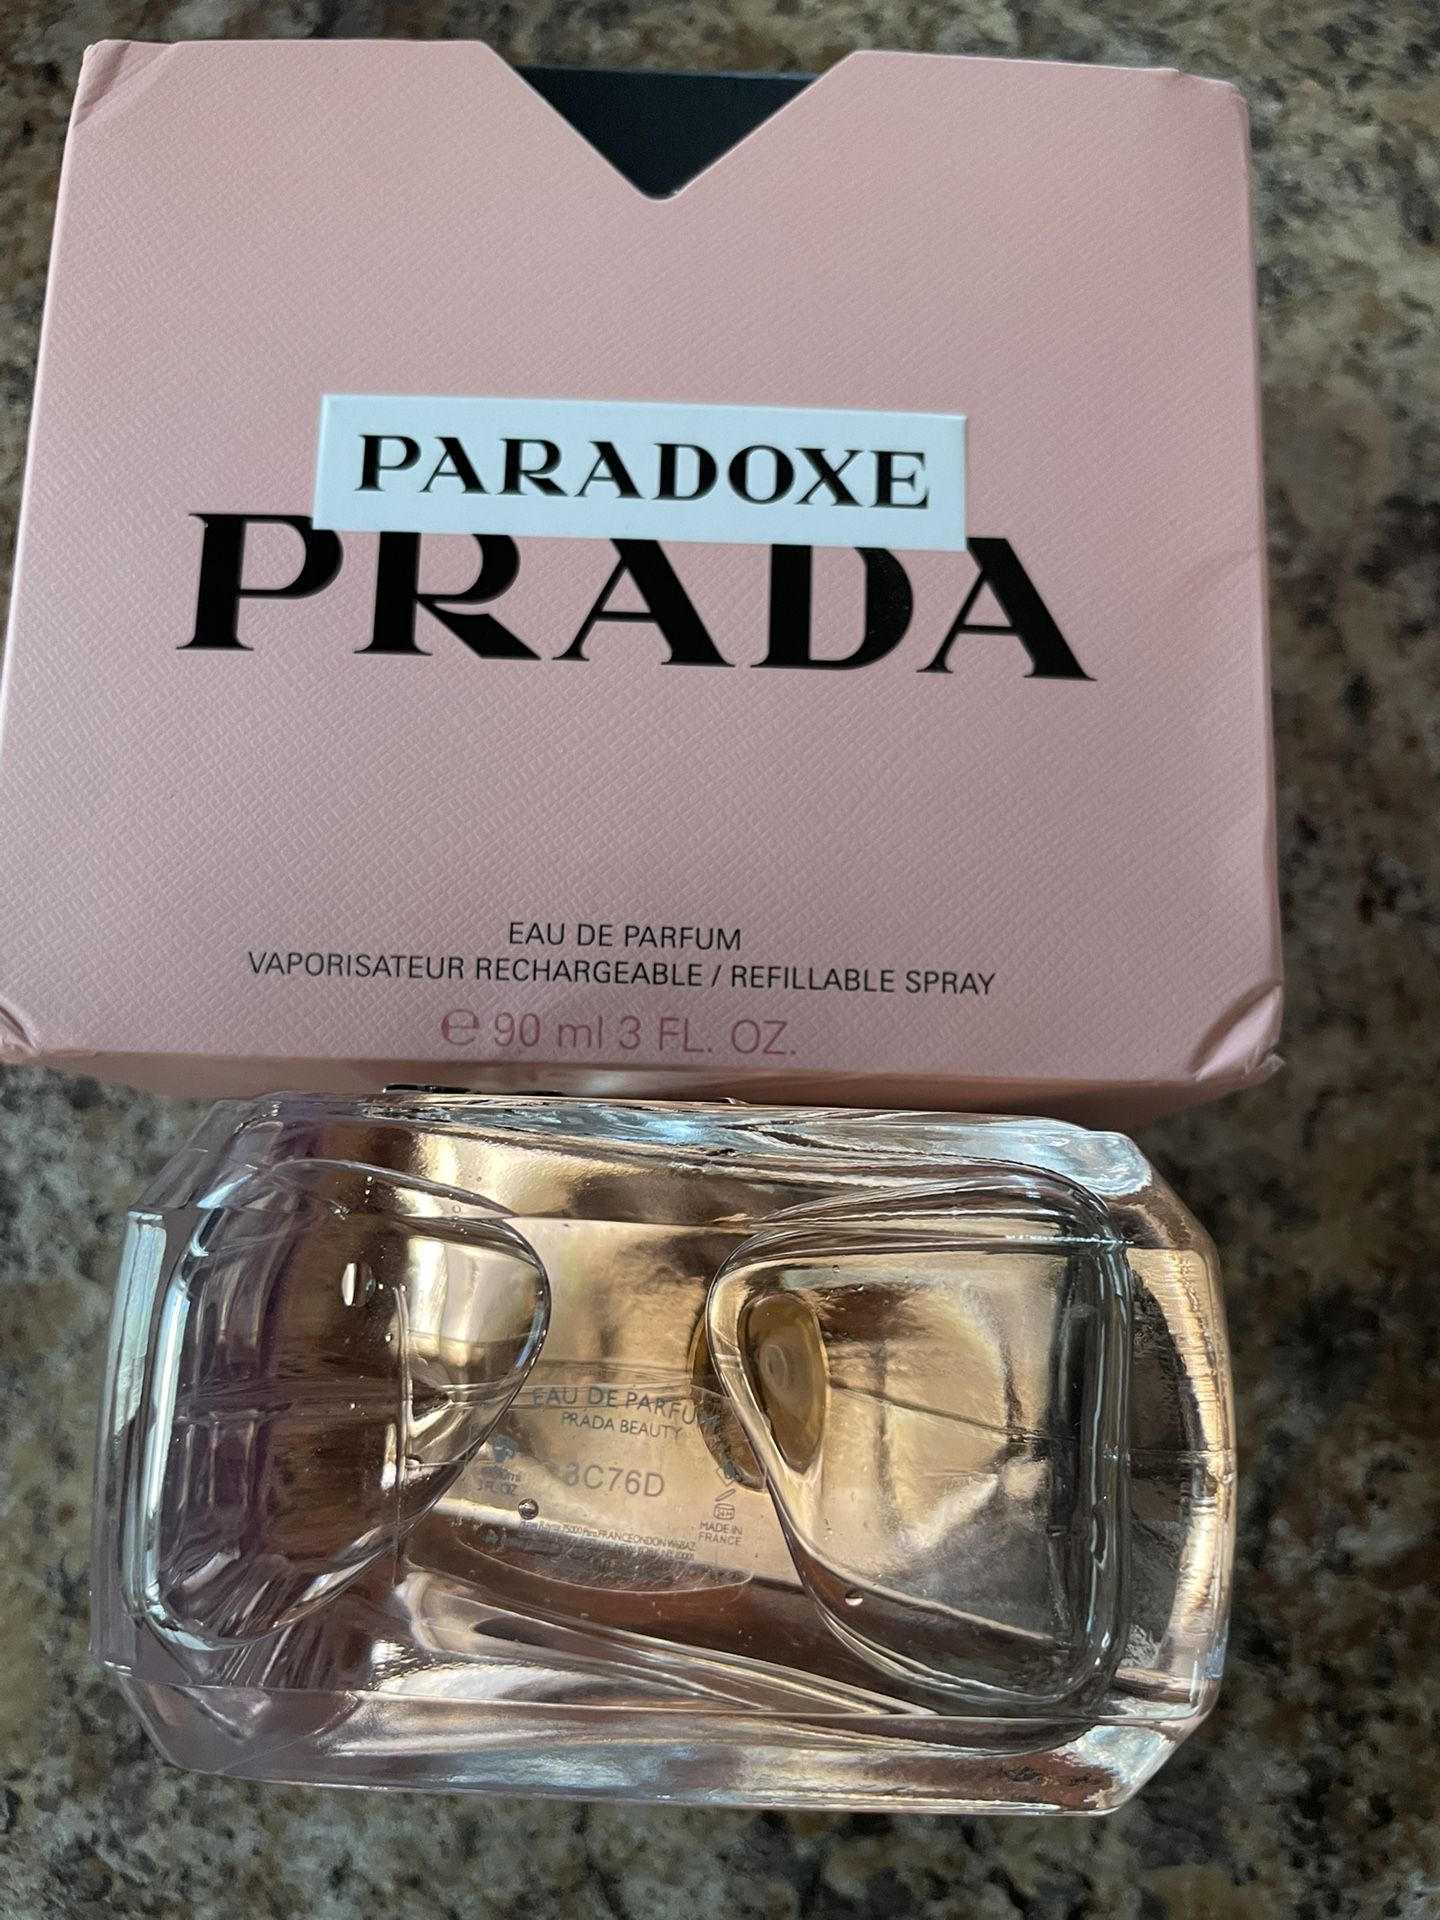 PARADOXE
PRADA
EAU DE PARFUM
VAPORISATEUR RECHARGEABLE / REFILLABLE SPRAY
℮ 90 ml 3 FL. OZ.
EAU DE PARFUM
PRADA BEAUTY
3C76D
3 FL. OZ
MADE IN
FRANCE